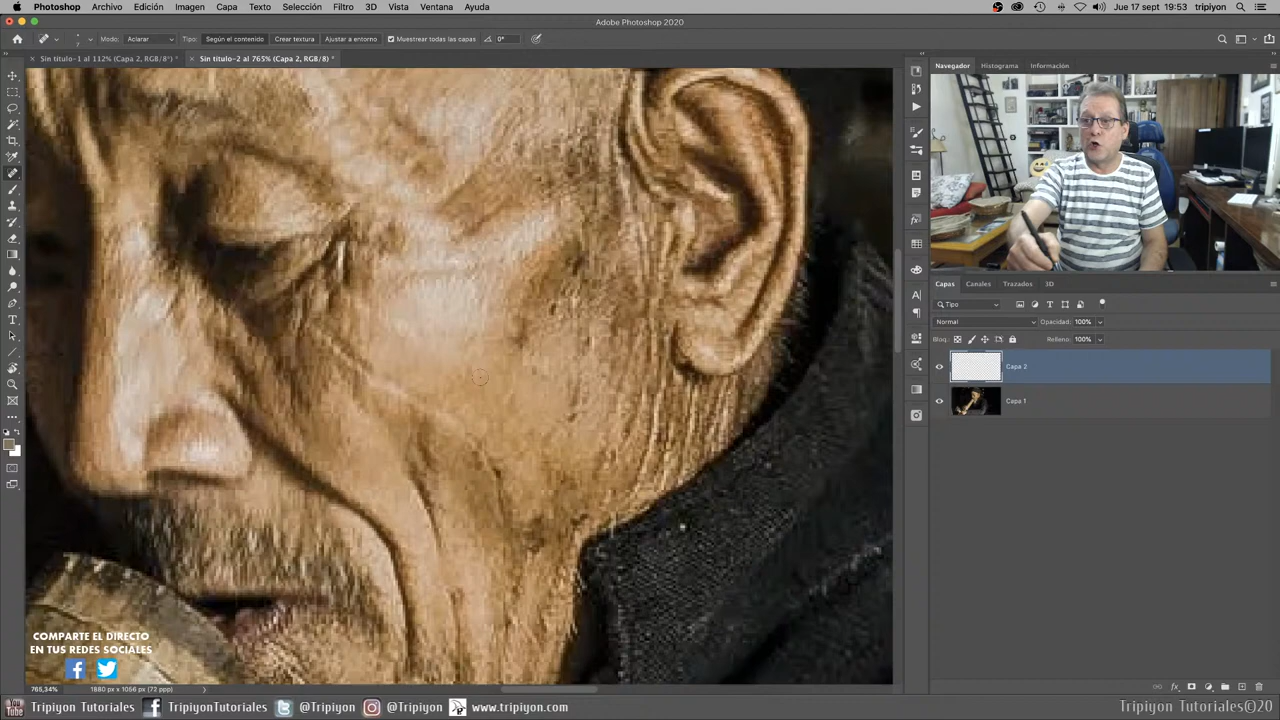 Photoshop Archivo Edición Imagen Capa Texto Selección Filtro 3D Vista Ventana Ayuda Jue 17 sept 19:53 tripiyon
Adobe Photoshop 2020
Modo: Aclarar Tipo: Según el contenido Crear textura Ajustar a entorno Muestrear todas las capas 0°
Sin título-1 al 112% (Capa 2, RGB/8*) * Sin título-2 al 765% (Capa 2, RGB/8) *
Navegador Histograma Información
Capas Canales Trazados 3D
Tipo
Normal Opacidad: 100%
Bloq.: Relleno: 100%
Capa 2
Capa 1
COMPARTE EL DIRECTO
EN TUS REDES SOCIALES
765,34% 1880 px x 1056 px (72 ppp)
Tripiyon Tutoriales TripiyonTutoriales @Tripiyon @Tripiyon www.tripiyon.com Tripiyon Tutoriales©20